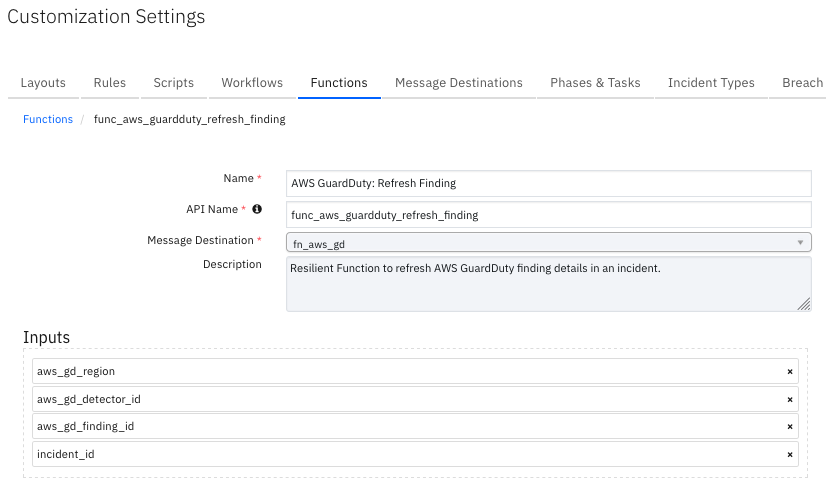 Customization Settings
Layouts Rules Scripts Workflows Functions Message Destinations Phases & Tasks Incident Types Breach
Functions / func_aws_guardduty_refresh_finding
Name * AWS GuardDuty: Refresh Finding
API Name * func_aws_guardduty_refresh_finding
Message Destination * fn_aws_gd
Description Resilient Function to refresh AWS GuardDuty finding details in an incident.
Inputs
aws_gd_region ×
aws_gd_detector_id ×
aws_gd_finding_id ×
incident_id ×